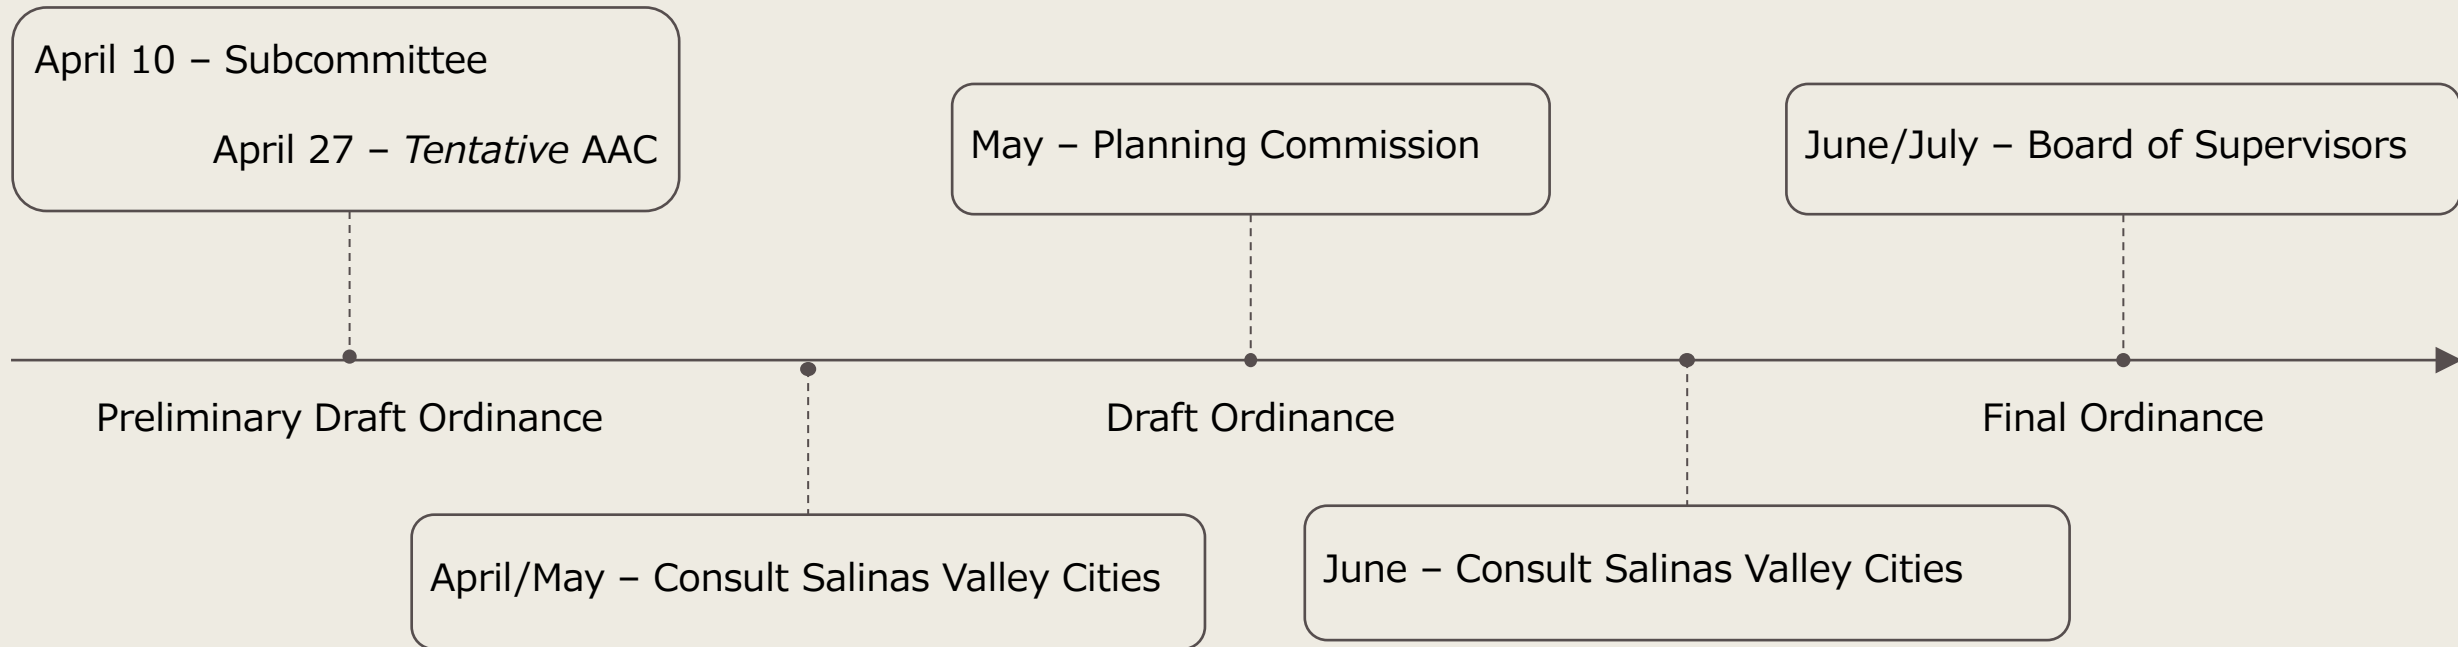 April 10 – Subcommittee
April 27 – Tentative AAC
May – Planning Commission
June/July – Board of Supervisors
Preliminary Draft Ordinance
Draft Ordinance
Final Ordinance
April/May – Consult Salinas Valley Cities
June – Consult Salinas Valley Cities